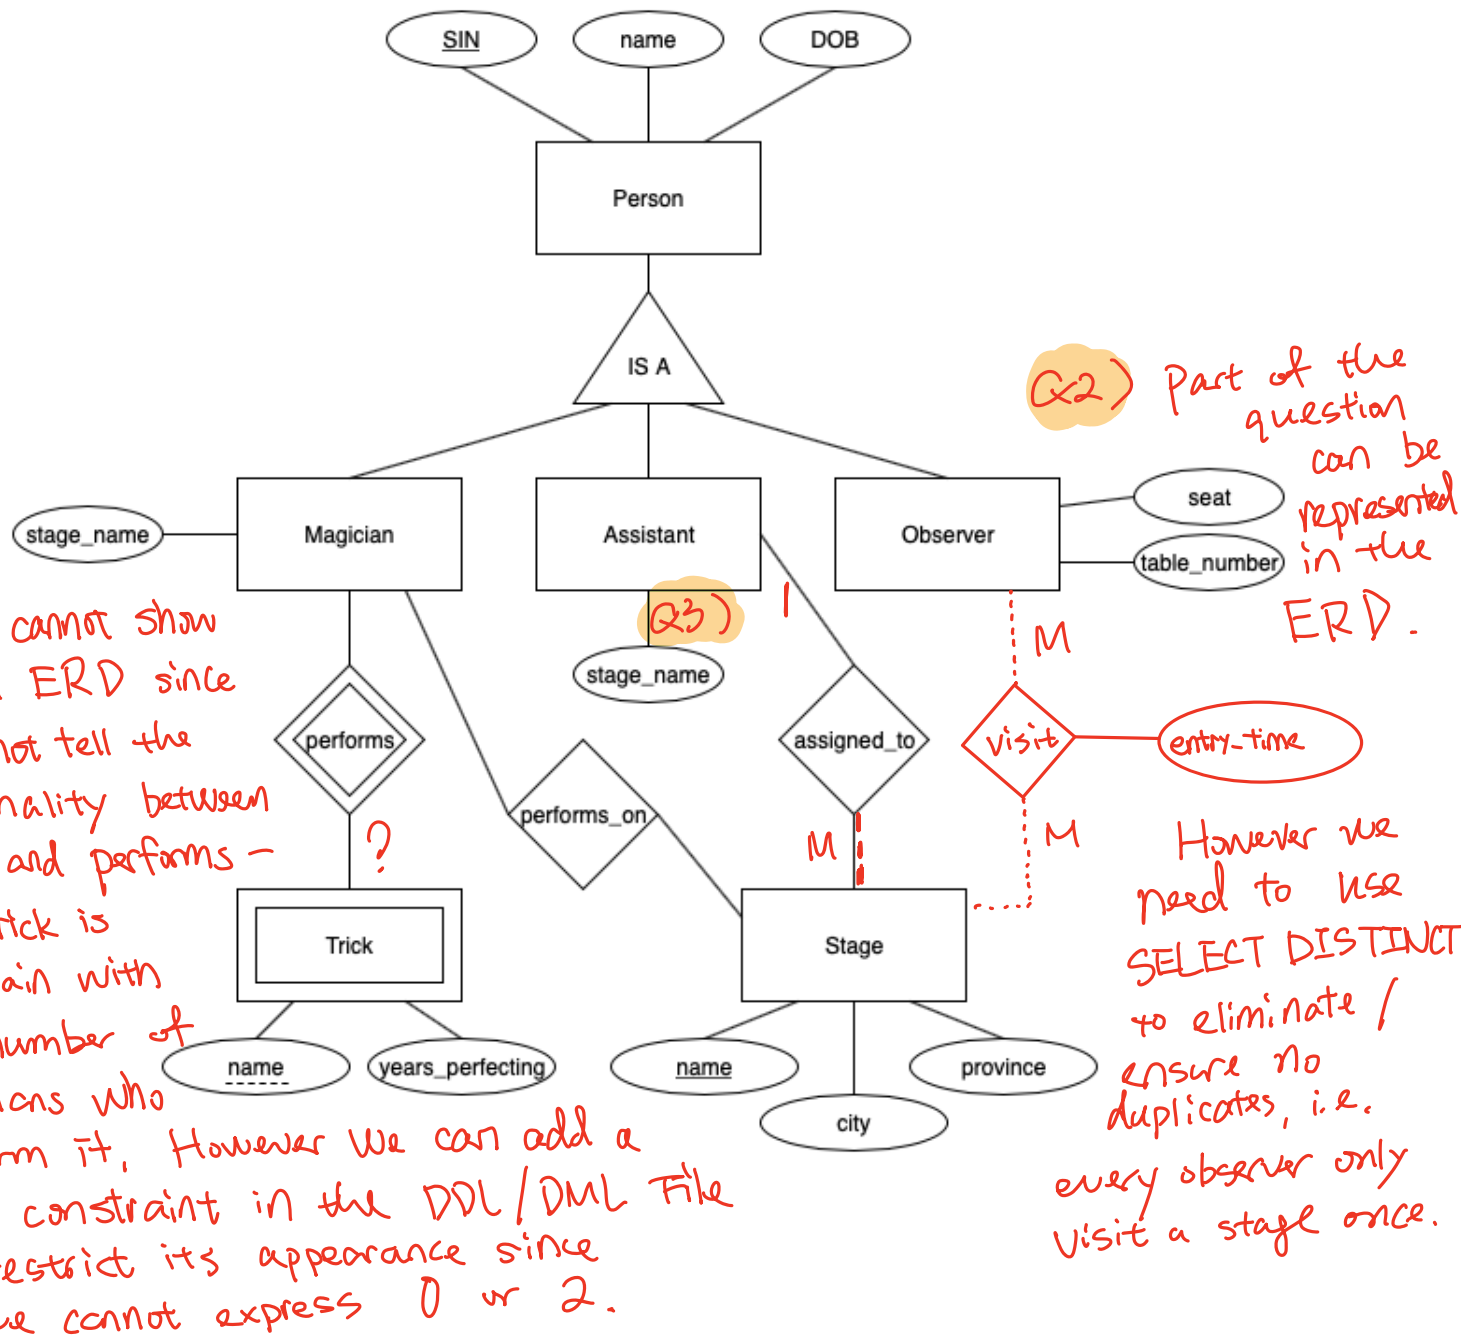 SIN
name
DOB
Person
IS A
Q2) Part of the
question
can be
represented
in the
ERD.
stage_name
Magician
Assistant
Observer
seat
table_number
Q3)
stage_name
1
M
cannot show
ERD since
not tell the
nality between
and performs -
ick is
ain with
number of
ans who
rm it. However we can add a
constraint in the DDL/DML File
estrict its appearance since
we cannot express 0 or 2.
performs
?
performs_on
assigned_to
M
visit
entry_time
M
However we
need to use
SELECT DISTINCT
to eliminate /
ensure no
duplicates, i.e.
every observer only
visit a stage once.
Trick
Stage
name
years_perfecting
name
city
province